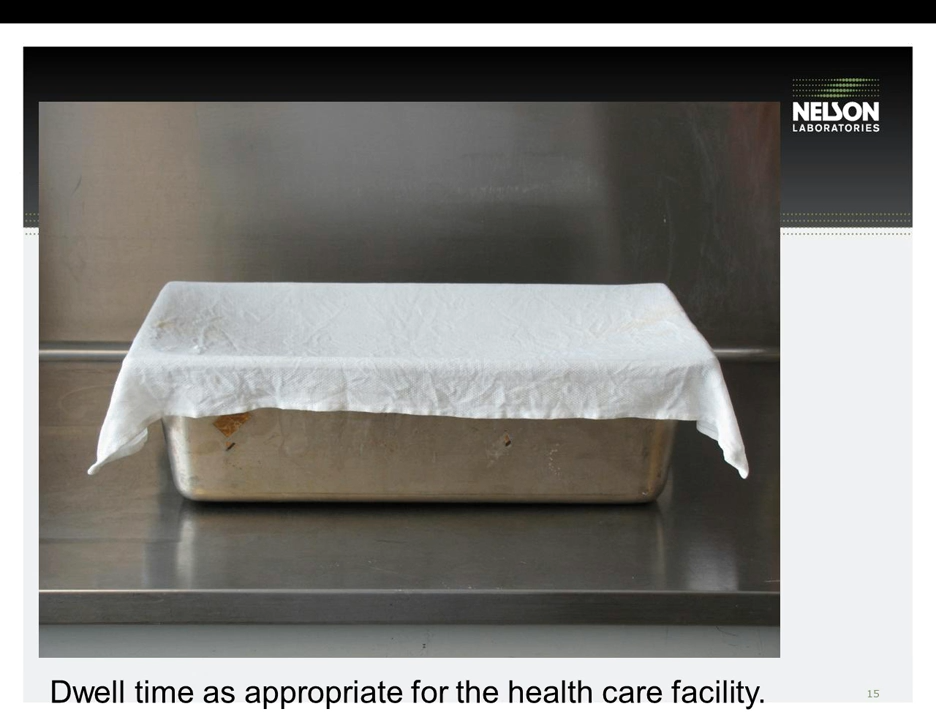 NELSON
LABORATORIES
Dwell time as appropriate for the health care facility.
15